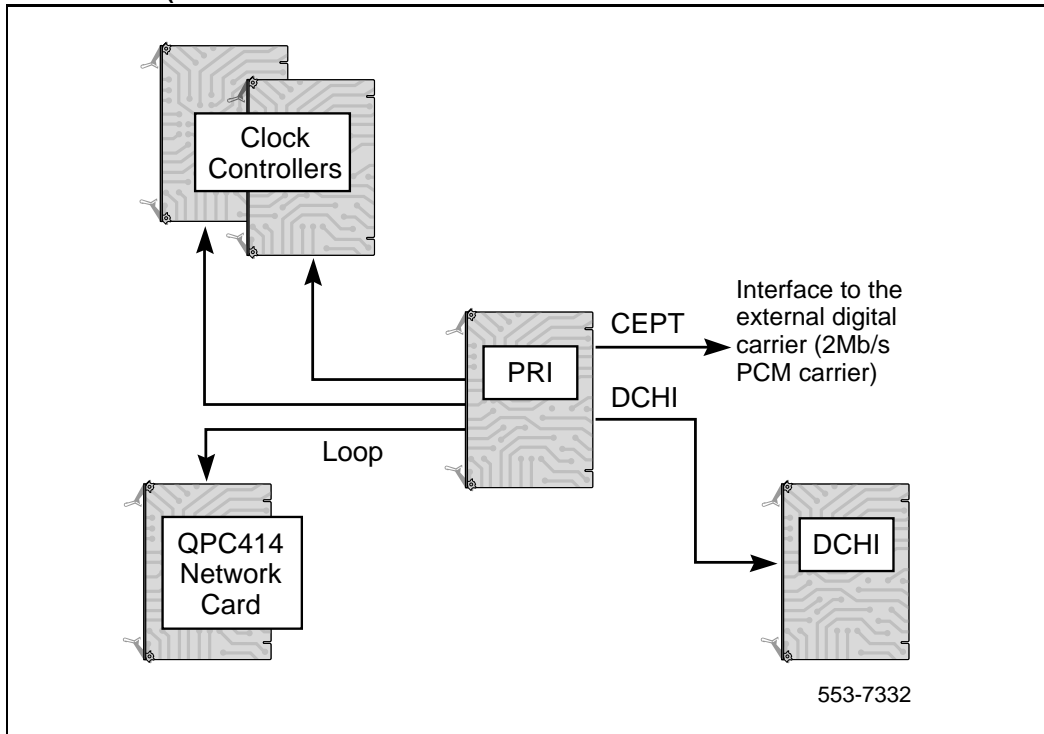 Clock
Controllers
Interface to the
external digital
carrier (2Mb/s
PCM carrier)
CEPT
PRI
DCHI
Loop
QPC414
Network
Card
DCHI
553-7332